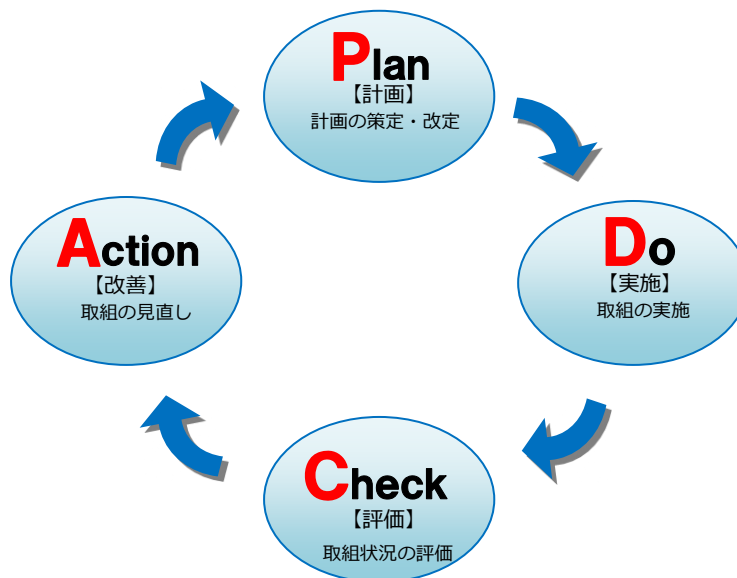 Plan
【計画】
計画の策定・改定
Do
【実施】
取組の実施
Check
【評価】
取組状況の評価
Action
【改善】
取組の見直し